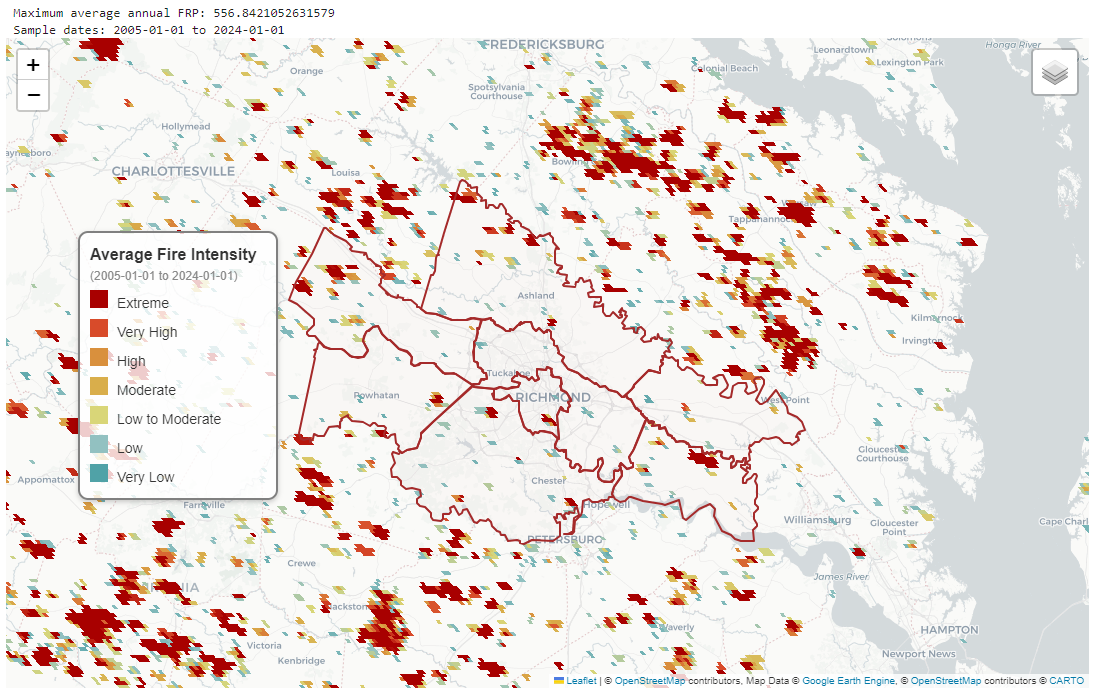 Maximum average annual FRP: 556.8421052631579
Sample dates: 2005-01-01 to 2024-01-01
FREDERICKSBURG
Leonardtown
Honga River
Lexington Park
+
−
Orange
Colonial Beach
Spotsylvania
Courthouse
Hollymead
Bowling
CHARLOTTESVILLE
Louisa
Tappahannock
Average Fire Intensity
(2005-01-01 to 2024-01-01)
Extreme
Very High
High
Moderate
Low to Moderate
Low
Very Low
Ashland
Kilmarnock
Irvington
Tuckahoe
Powhatan
RICHMOND
West Point
Gloucester
Courthouse
Appomattox
Chester
Farmville
Hopewell
Williamsburg
Gloucester
Point
Cape Charl
PETERSBURG
Crewe
James River
Waverly
HAMPTON
Victoria
Kenbridge
Newport News
Leaflet | © OpenStreetMap contributors, Map Data © Google Earth Engine, © OpenStreetMap contributors © CARTO